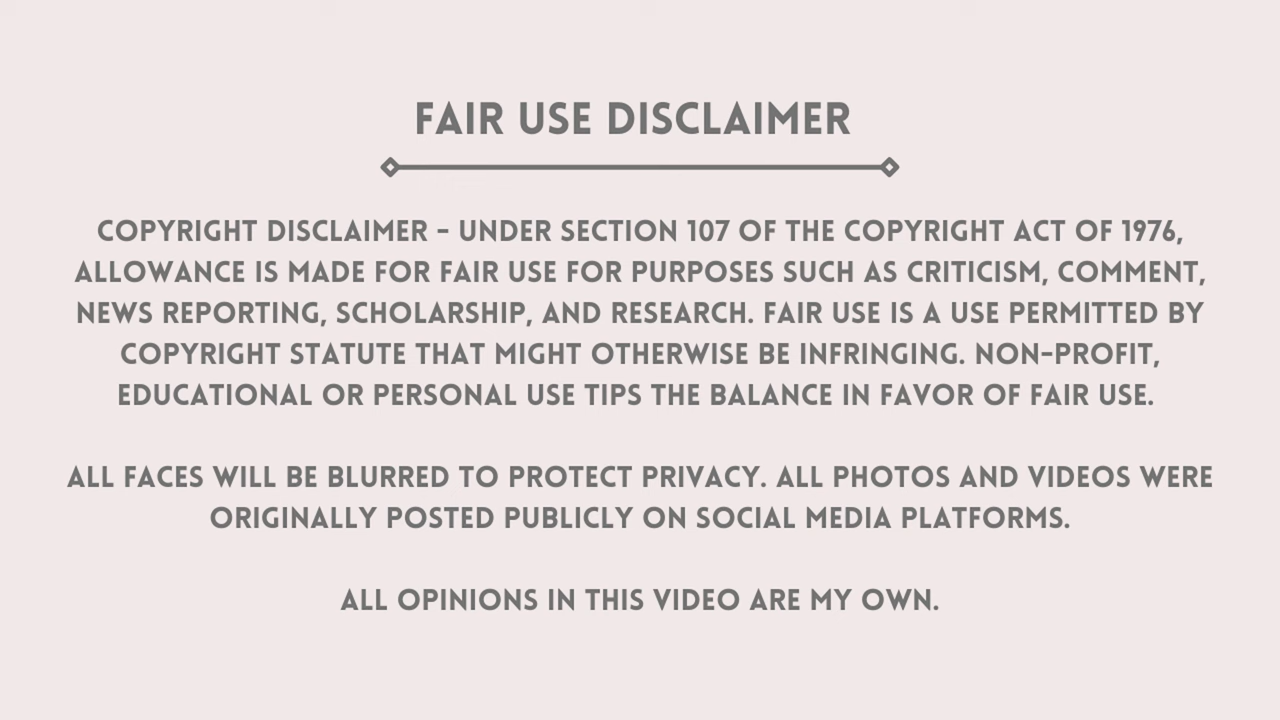 FAIR USE DISCLAIMER
COPYRIGHT DISCLAIMER - UNDER SECTION 107 OF THE COPYRIGHT ACT OF 1976,
ALLOWANCE IS MADE FOR FAIR USE FOR PURPOSES SUCH AS CRITICISM, COMMENT,
NEWS REPORTING, SCHOLARSHIP, AND RESEARCH. FAIR USE IS A USE PERMITTED BY
COPYRIGHT STATUTE THAT MIGHT OTHERWISE BE INFRINGING. NON-PROFIT,
EDUCATIONAL OR PERSONAL USE TIPS THE BALANCE IN FAVOR OF FAIR USE.
ALL FACES WILL BE BLURRED TO PROTECT PRIVACY. ALL PHOTOS AND VIDEOS WERE
ORIGINALLY POSTED PUBLICLY ON SOCIAL MEDIA PLATFORMS.
ALL OPINIONS IN THIS VIDEO ARE MY OWN.